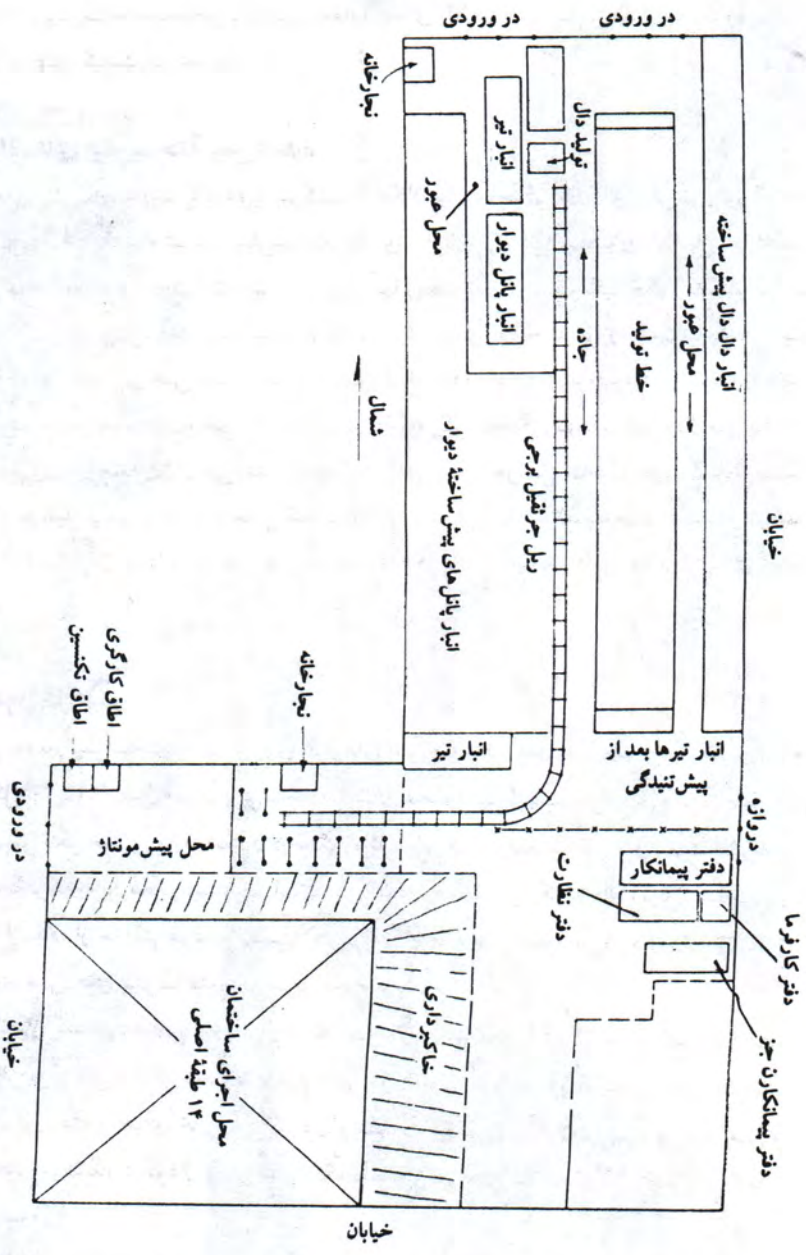 در ورودی
در ورودی
نجارخانه
انبار تیر
تولید دال
محل عبور
انبار پانل دیوار
انبار دال دال پیش ساخته
محل عبور
خط تولید
جاده
شمال
ریل جرثقیل برجی
انبار پانل‌های پیش ساختهٔ دیوار
خیابان
اطاق تکنسین
اطاق کارگری
نجارخانه
انبار تیر
انبار تیرها بعد از
پیش تنیدگی
در ورودی
محل پیش مونتاژ
دروازه
دفتر پیمانکار
دفتر نظارت
دفتر کارفرما
دفتر پیمانکارن جز
خاکبرداری
محل اجرای ساختمان
۱۴ طبقهٔ اصلی
خیابان
خیابان